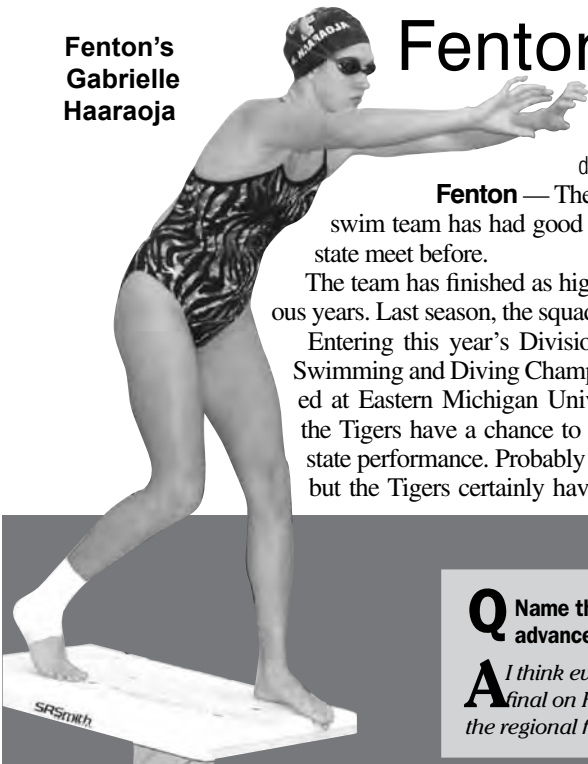 Fenton's
Gabrielle
Haaraoja
Fenton
Fenton — The
swim team has had good
state meet before.
The team has finished as hig
ous years. Last season, the squad
Entering this year's Divisio
Swimming and Diving Champ
ed at Eastern Michigan Univ
the Tigers have a chance to
state performance. Probably
but the Tigers certainly hav
Q Name th
advance
A I think
final on
the regional f
SRSmith